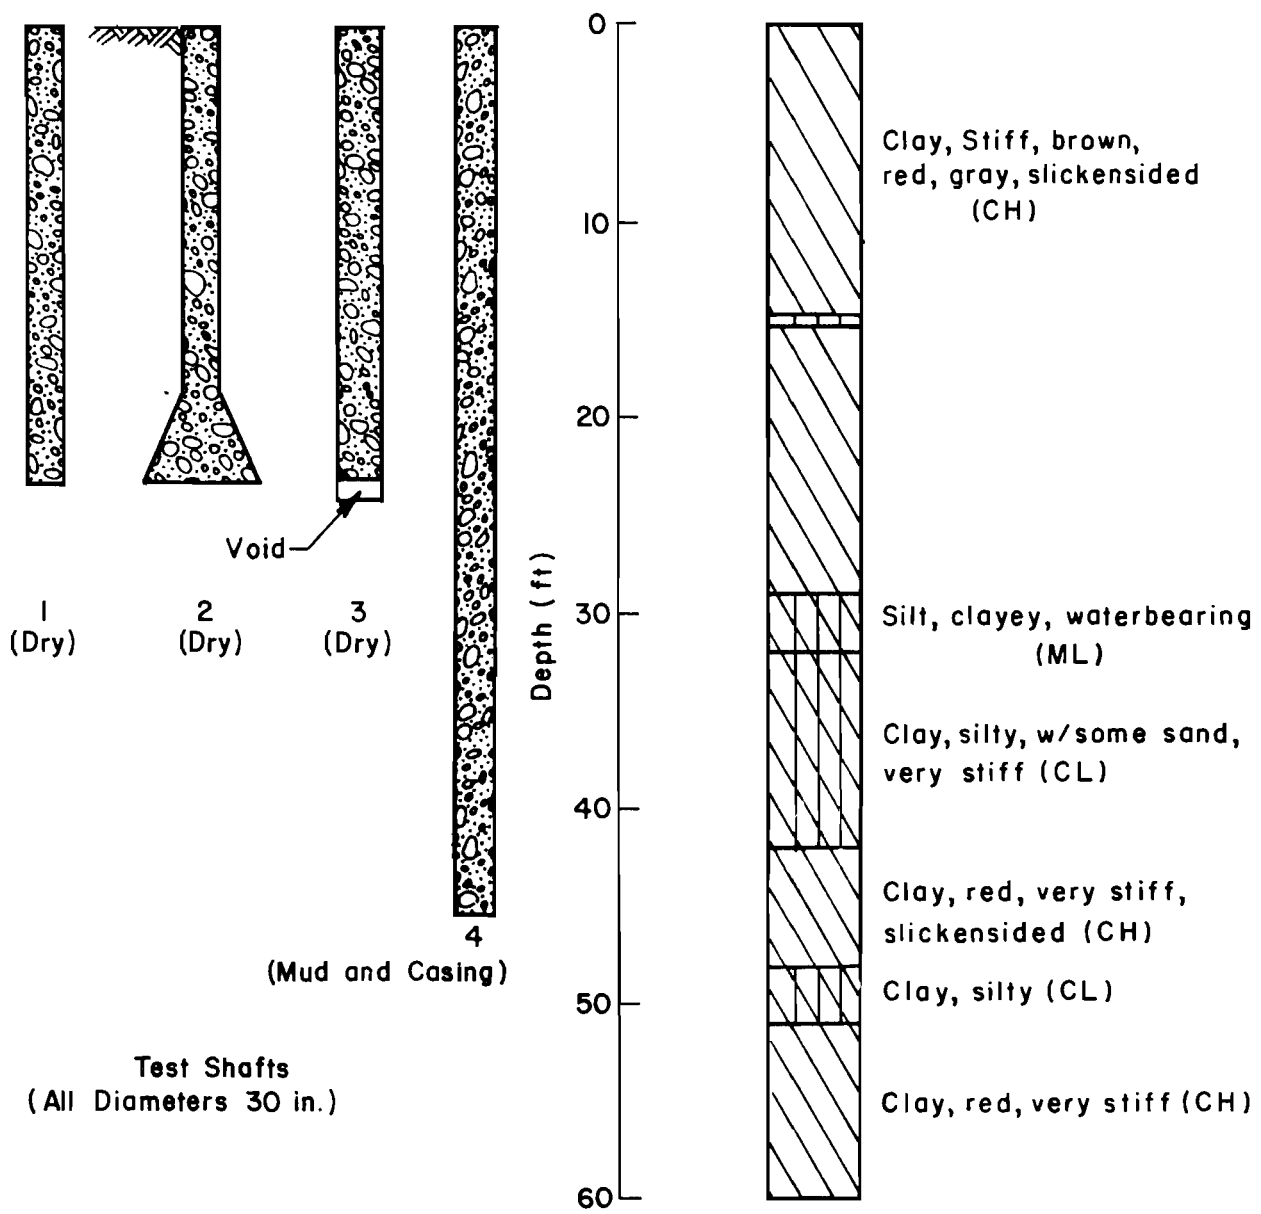 Void
1
(Dry)
2
(Dry)
3
(Dry)
4
(Mud and Casing)
Test Shafts
(All Diameters 30 in.)
Depth (ft)
0
10
20
30
40
50
60
Clay, Stiff, brown,
red, gray, slickensided
(CH)
Silt, clayey, waterbearing
(ML)
Clay, silty, w/some sand,
very stiff (CL)
Clay, red, very stiff,
slickensided (CH)
Clay, silty (CL)
Clay, red, very stiff (CH)